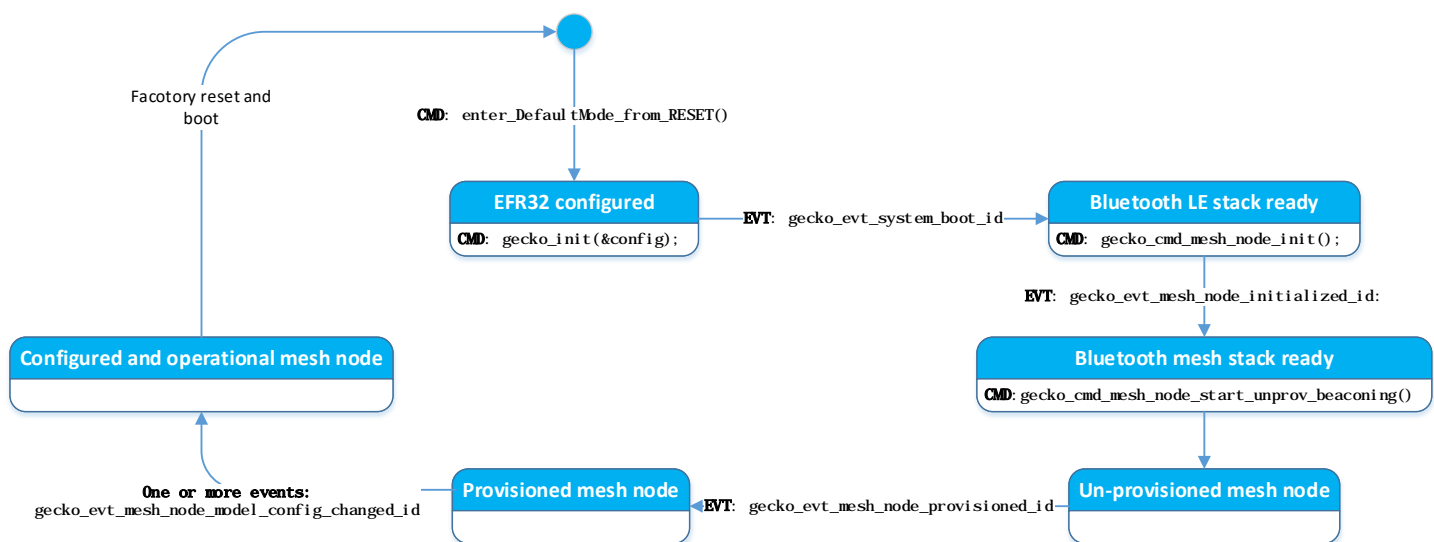 Facotory reset and
boot
CMD: enter_DefaultMode_from_RESET()
EFR32 configured
CMD: gecko_init(&config);
EVT: gecko_evt_system_boot_id
Bluetooth LE stack ready
CMD: gecko_cmd_mesh_node_init();
EVT: gecko_evt_mesh_node_initialized_id:
Bluetooth mesh stack ready
CMD: gecko_cmd_mesh_node_start_unprov_beaconing()
Un-provisioned mesh node
EVT: gecko_evt_mesh_node_provisioned_id
Provisioned mesh node
One or more events:
gecko_evt_mesh_node_model_config_changed_id
Configured and operational mesh node